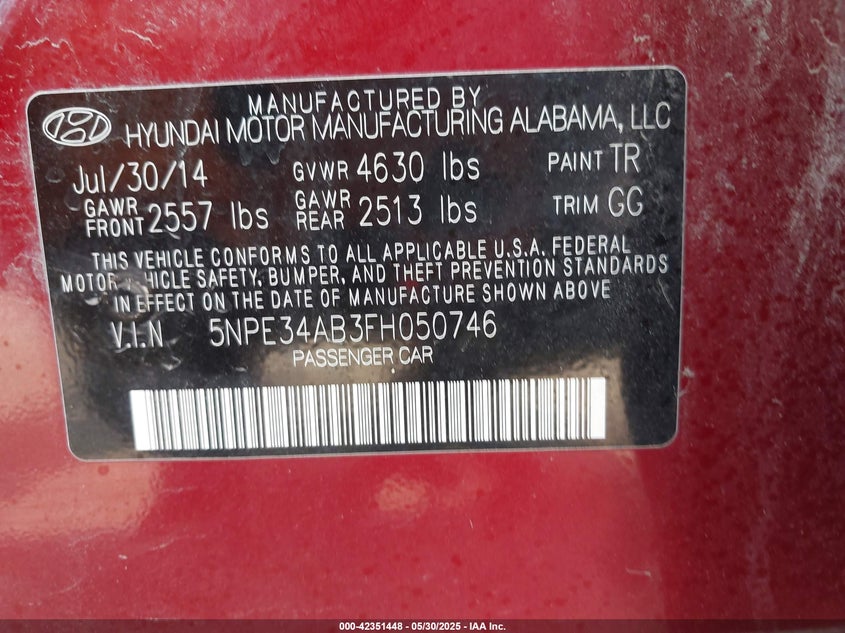 MANUFACTURED BY
HYUNDAI MOTOR MANUFACTURING ALABAMA, LLC
Jul/30/14 GVWR 4630 lbs PAINT TR
GAWR FRONT 2557 lbs GAWR REAR 2513 lbs TRIM GG
THIS VEHICLE CONFORMS TO ALL APPLICABLE U.S.A. FEDERAL
MOTOR VEHICLE SAFETY, BUMPER, AND THEFT PREVENTION STANDARDS
IN EFFECT ON THE DATE OF MANUFACTURE SHOWN ABOVE
V.I.N 5NPE34AB3FH050746
PASSENGER CAR
000-42351448 - 05/30/2025 - IAA Inc.